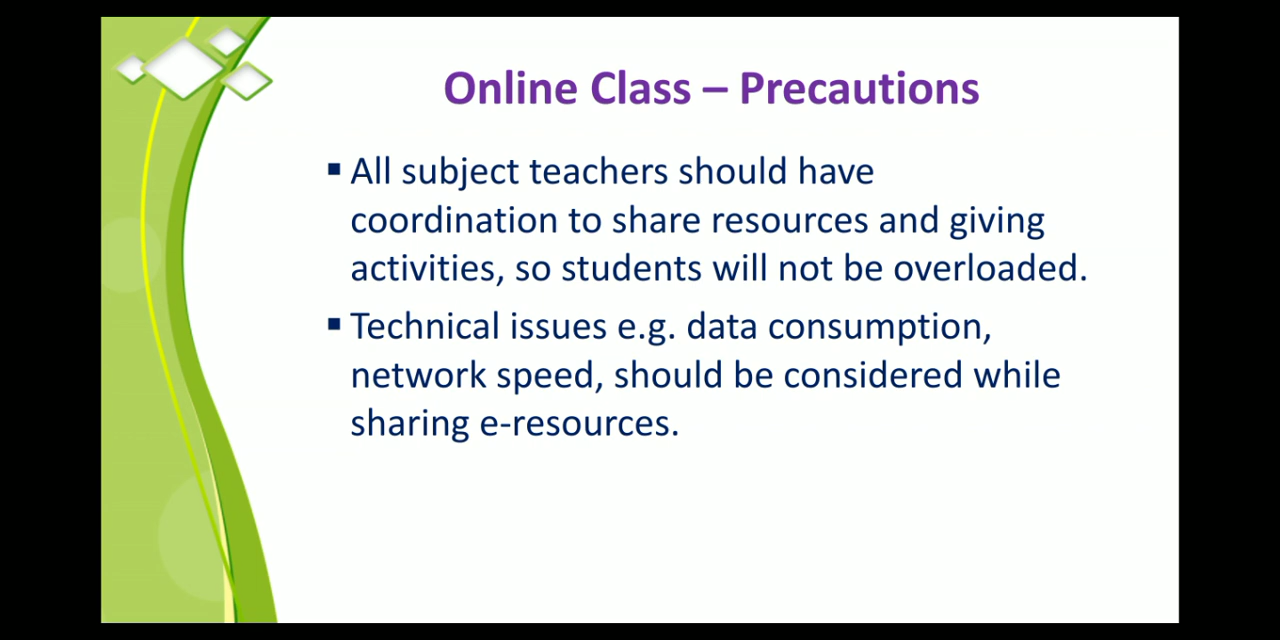 Online Class – Precautions
▪ All subject teachers should have
coordination to share resources and giving
activities, so students will not be overloaded.
▪ Technical issues e.g. data consumption,
network speed, should be considered while
sharing e-resources.